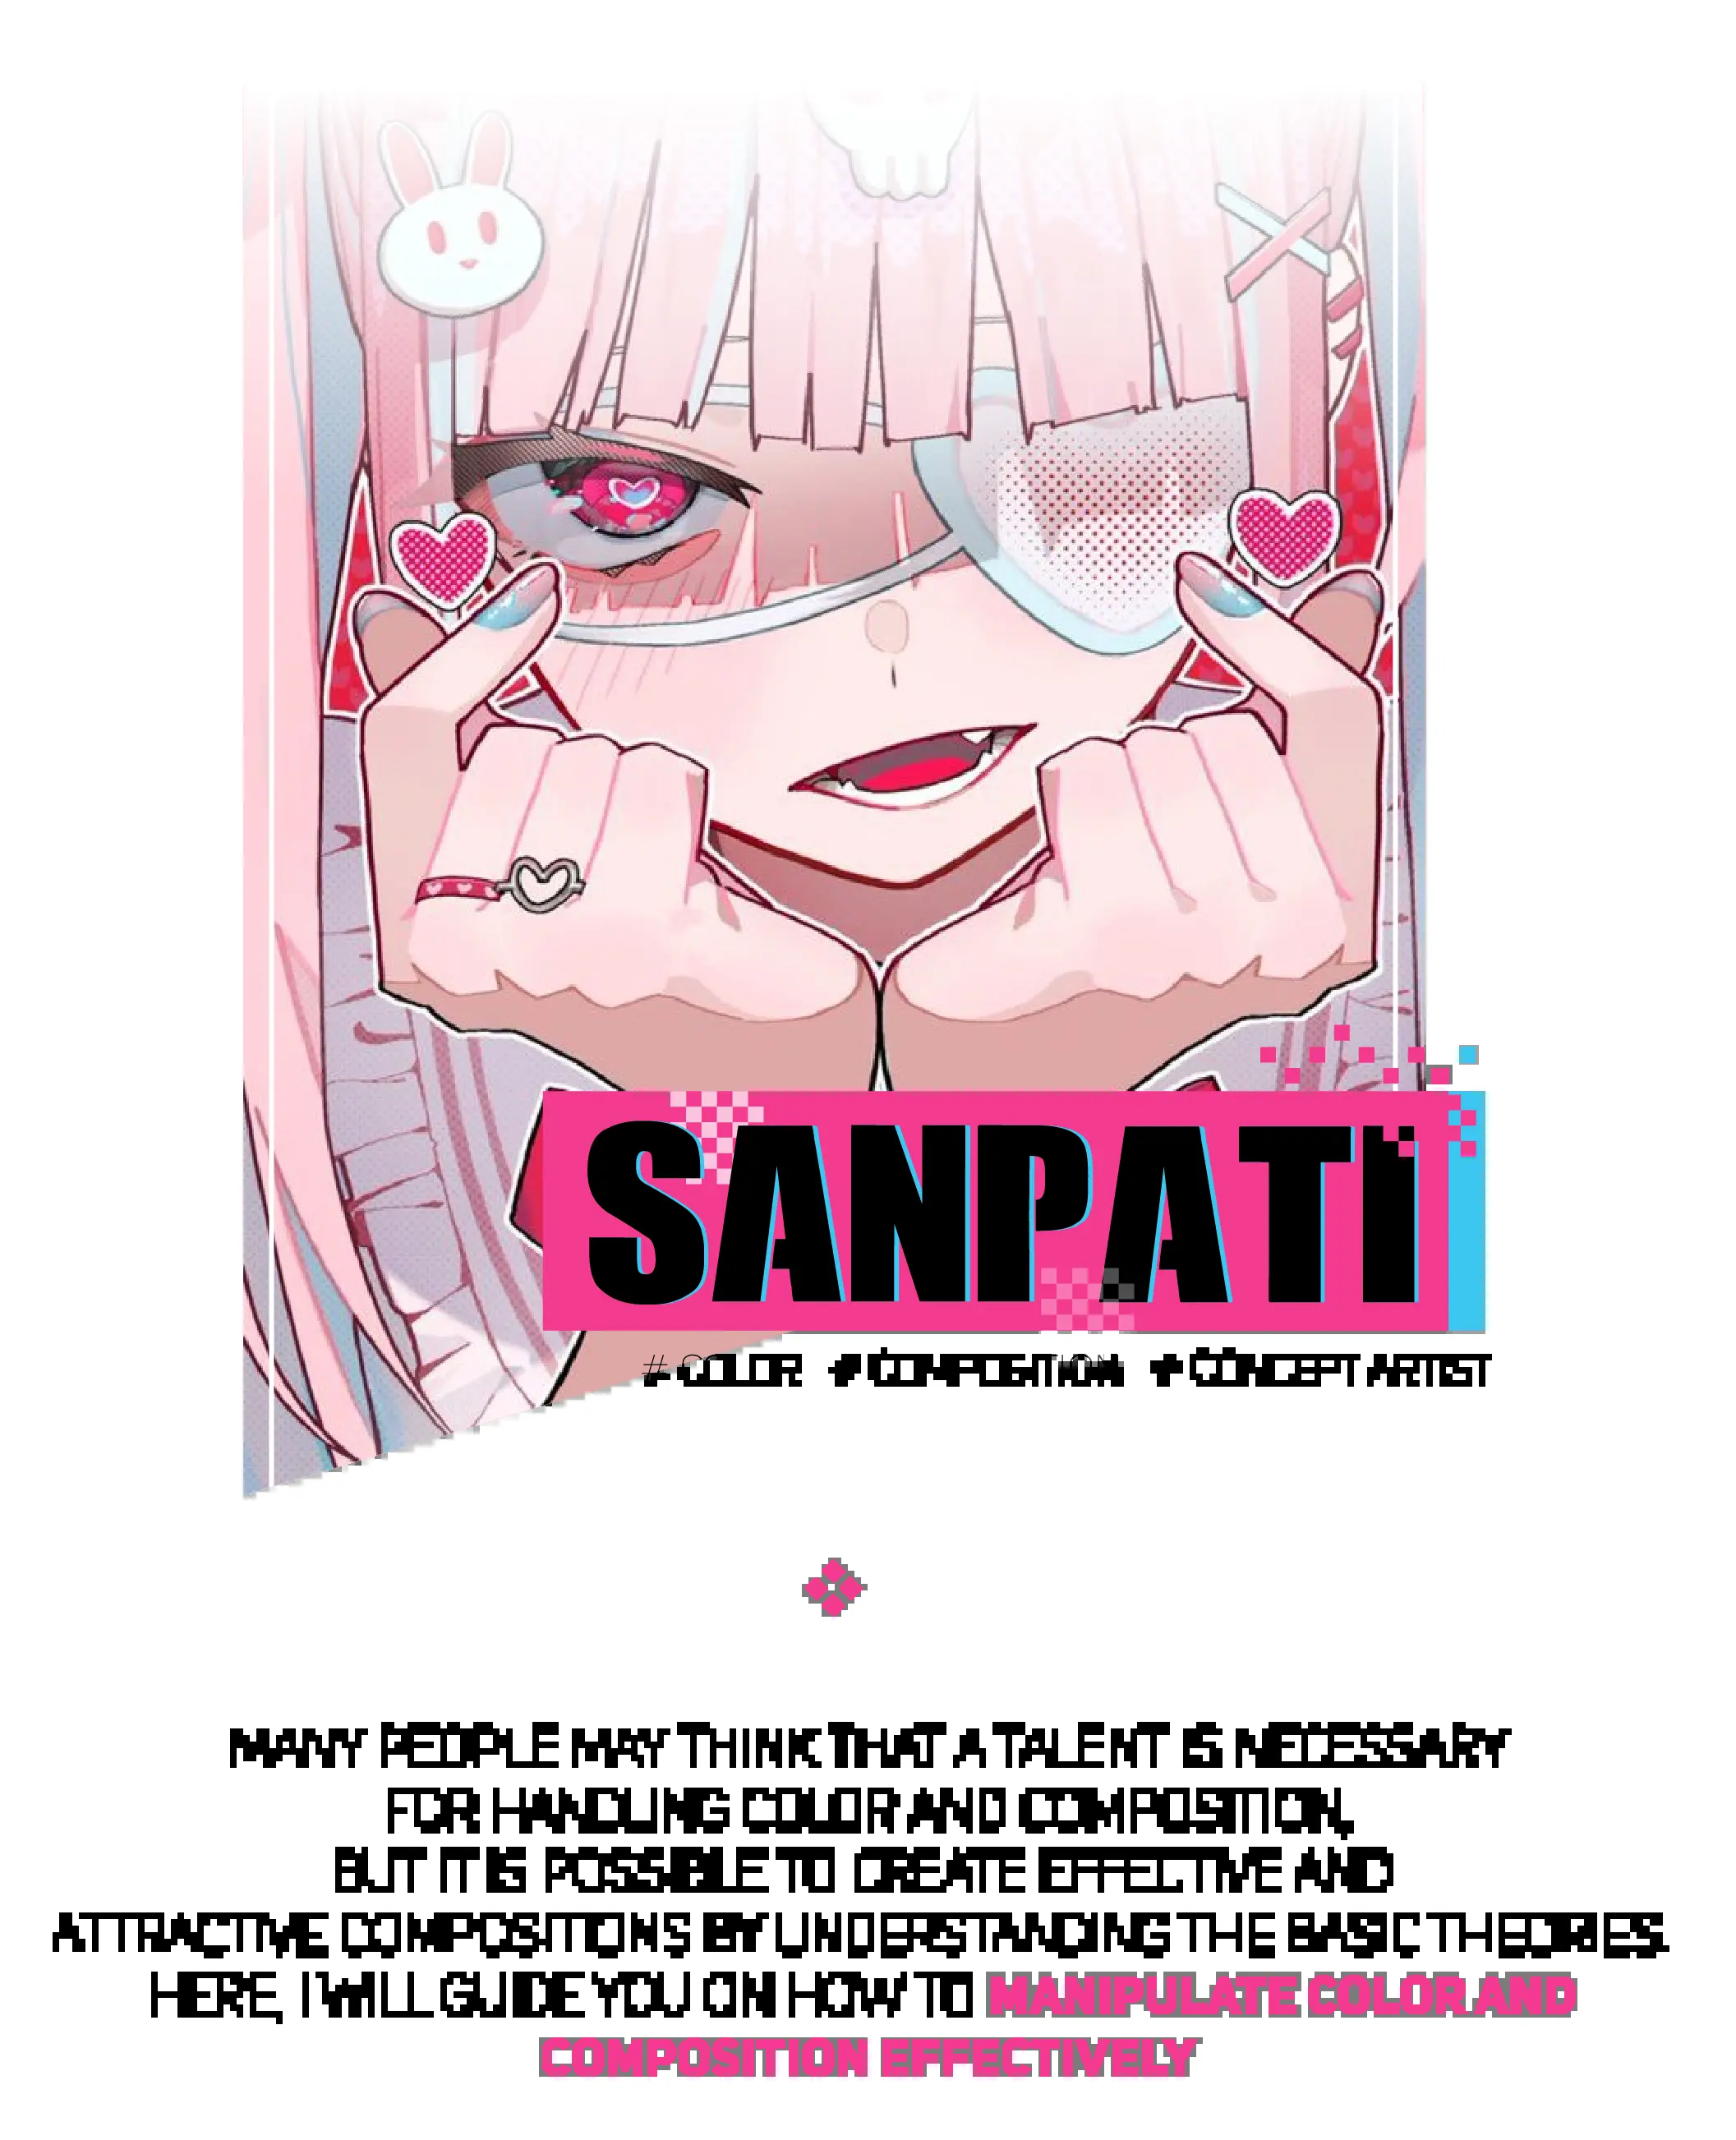 SANPATI
# COLOR # COMPOSITION # CONCEPT ARTIST
MANY PEOPLE MAY THINK THAT A TALENT IS NECESSARY
FOR HANDLING COLOR AND COMPOSITION,
BUT IT IS POSSIBLE TO CREATE EFFECTIVE AND
ATTRACTIVE COMPOSITIONS BY UNDERSTANDING THE BASIC THEORIES.
HERE, I WILL GUIDE YOU ON HOW TO MANIPULATE COLOR AND
COMPOSITION EFFECTIVELY